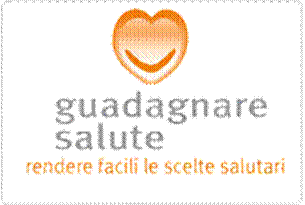 guadagnare
salute
rendere facili le scelte salutari